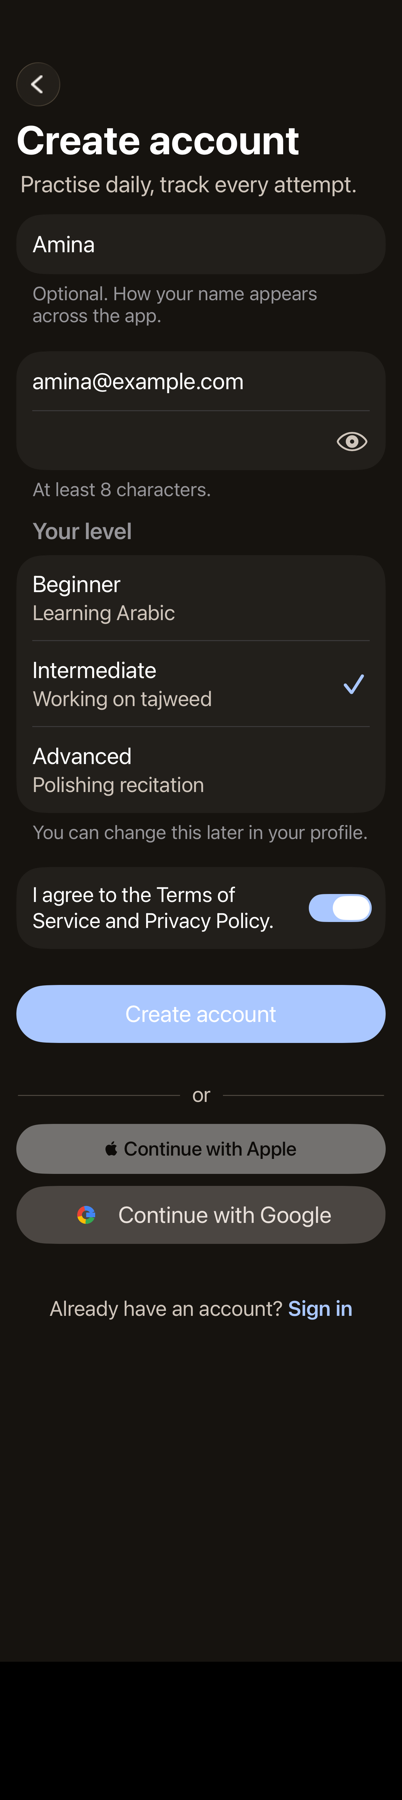 Create account
Practise daily, track every attempt.
Amina
Optional. How your name appears
across the app.
amina@example.com
At least 8 characters.
Your level
Beginner
Learning Arabic
Intermediate
Working on tajweed
Advanced
Polishing recitation
You can change this later in your profile.
I agree to the Terms of
Service and Privacy Policy.
Create account
or
Continue with Apple
Continue with Google
Already have an account? Sign in